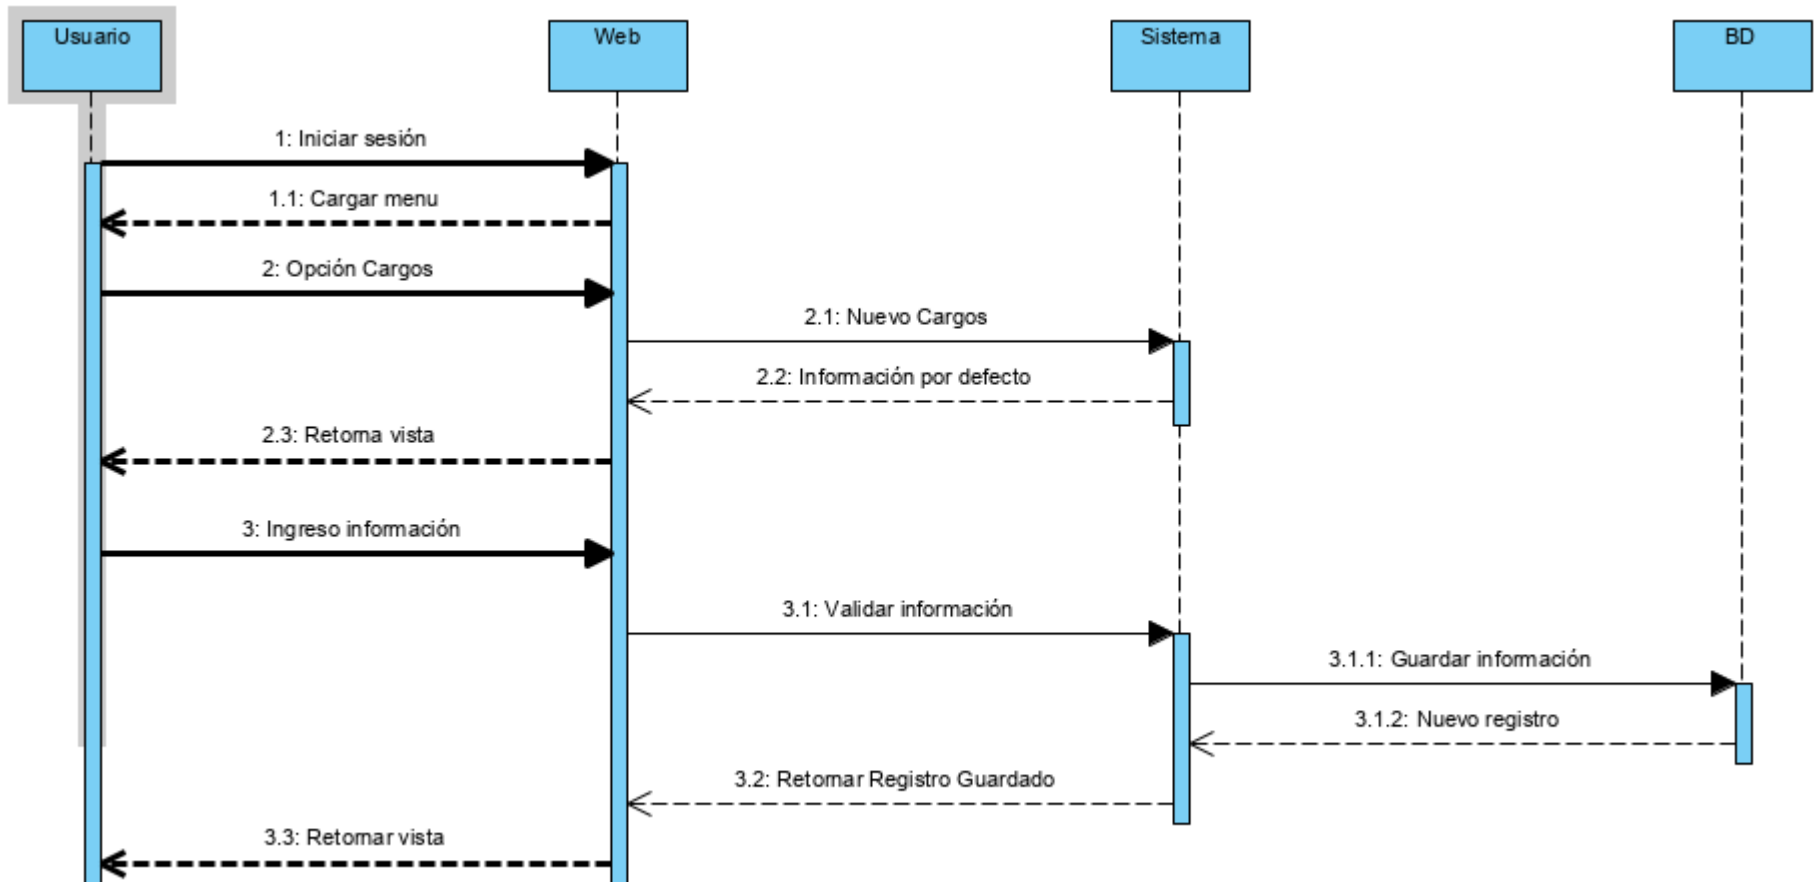 Usuario
Web
Sistema
BD
1: Iniciar sesión
1.1: Cargar menu
2: Opción Cargos
2.1: Nuevo Cargos
2.2: Información por defecto
2.3: Retorna vista
3: Ingreso información
3.1: Validar información
3.1.1: Guardar información
3.1.2: Nuevo registro
3.2: Retornar Registro Guardado
3.3: Retornar vista